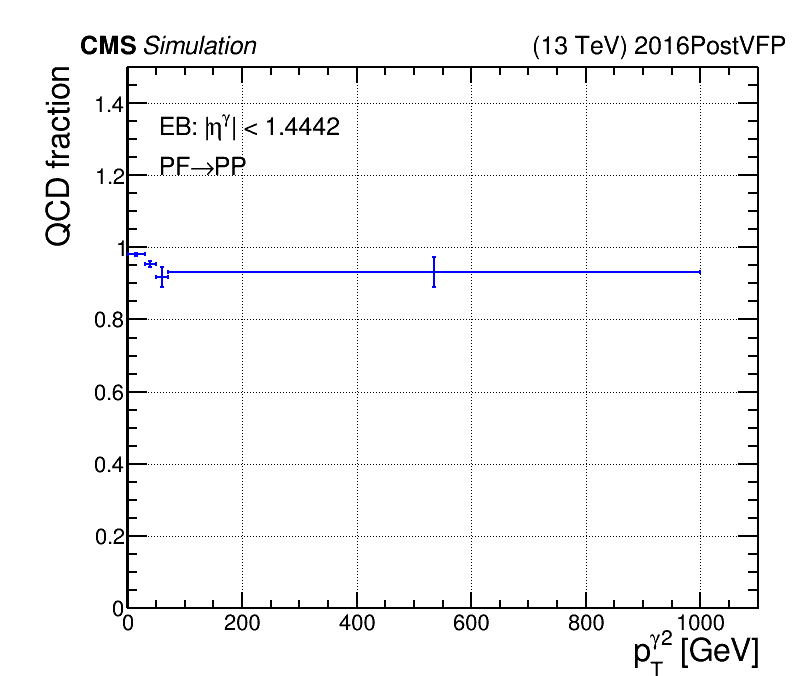 CMS Simulation (13 TeV) 2016PostVFP
QCD fraction
EB: |η^γ| < 1.4442
PF→PP
1.4
1.2
1
0.8
0.6
0.4
0.2
0
0 200 400 600 800 1000
p_T^γ2 [GeV]